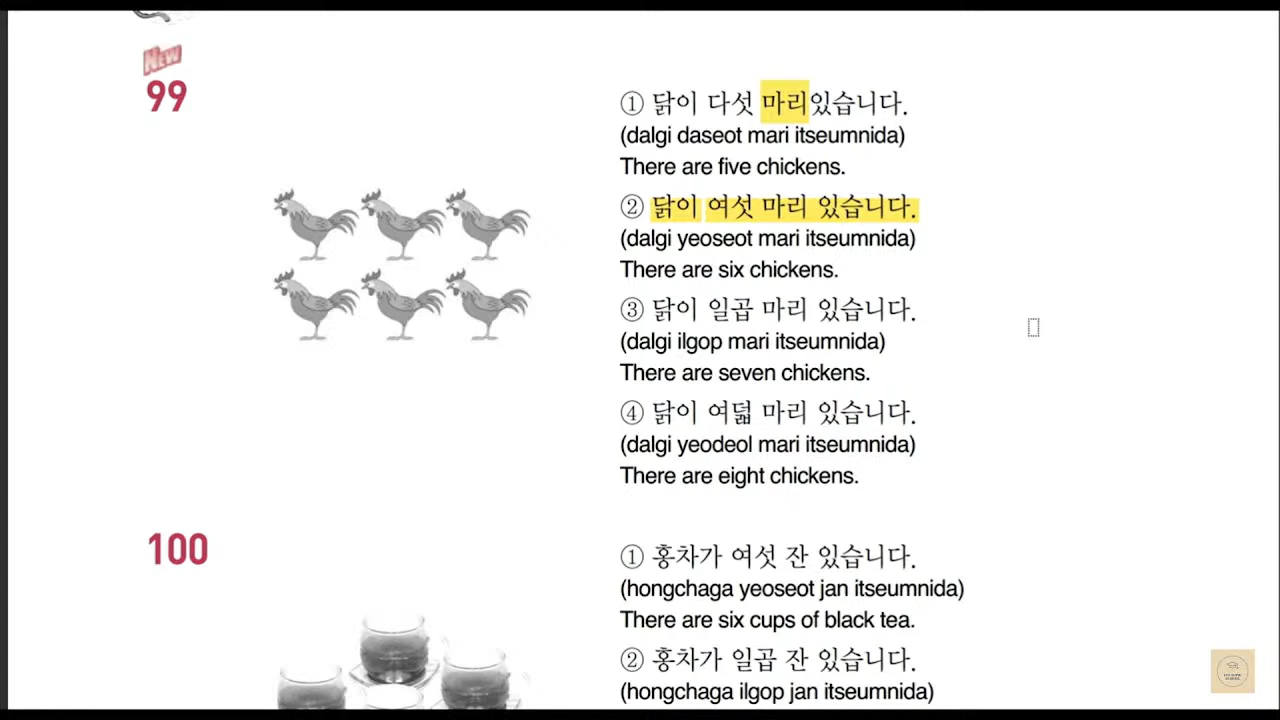 NEW
99
① 닭이 다섯 마리있습니다.
(dalgi daseot mari itseumnida)
There are five chickens.
② 닭이 여섯 마리 있습니다.
(dalgi yeoseot mari itseumnida)
There are six chickens.
③ 닭이 일곱 마리 있습니다.
(dalgi ilgop mari itseumnida)
There are seven chickens.
④ 닭이 여덟 마리 있습니다.
(dalgi yeodeol mari itseumnida)
There are eight chickens.
100
① 홍차가 여섯 잔 있습니다.
(hongchaga yeoseot jan itseumnida)
There are six cups of black tea.
② 홍차가 일곱 잔 있습니다.
(hongchaga ilgop jan itseumnida)